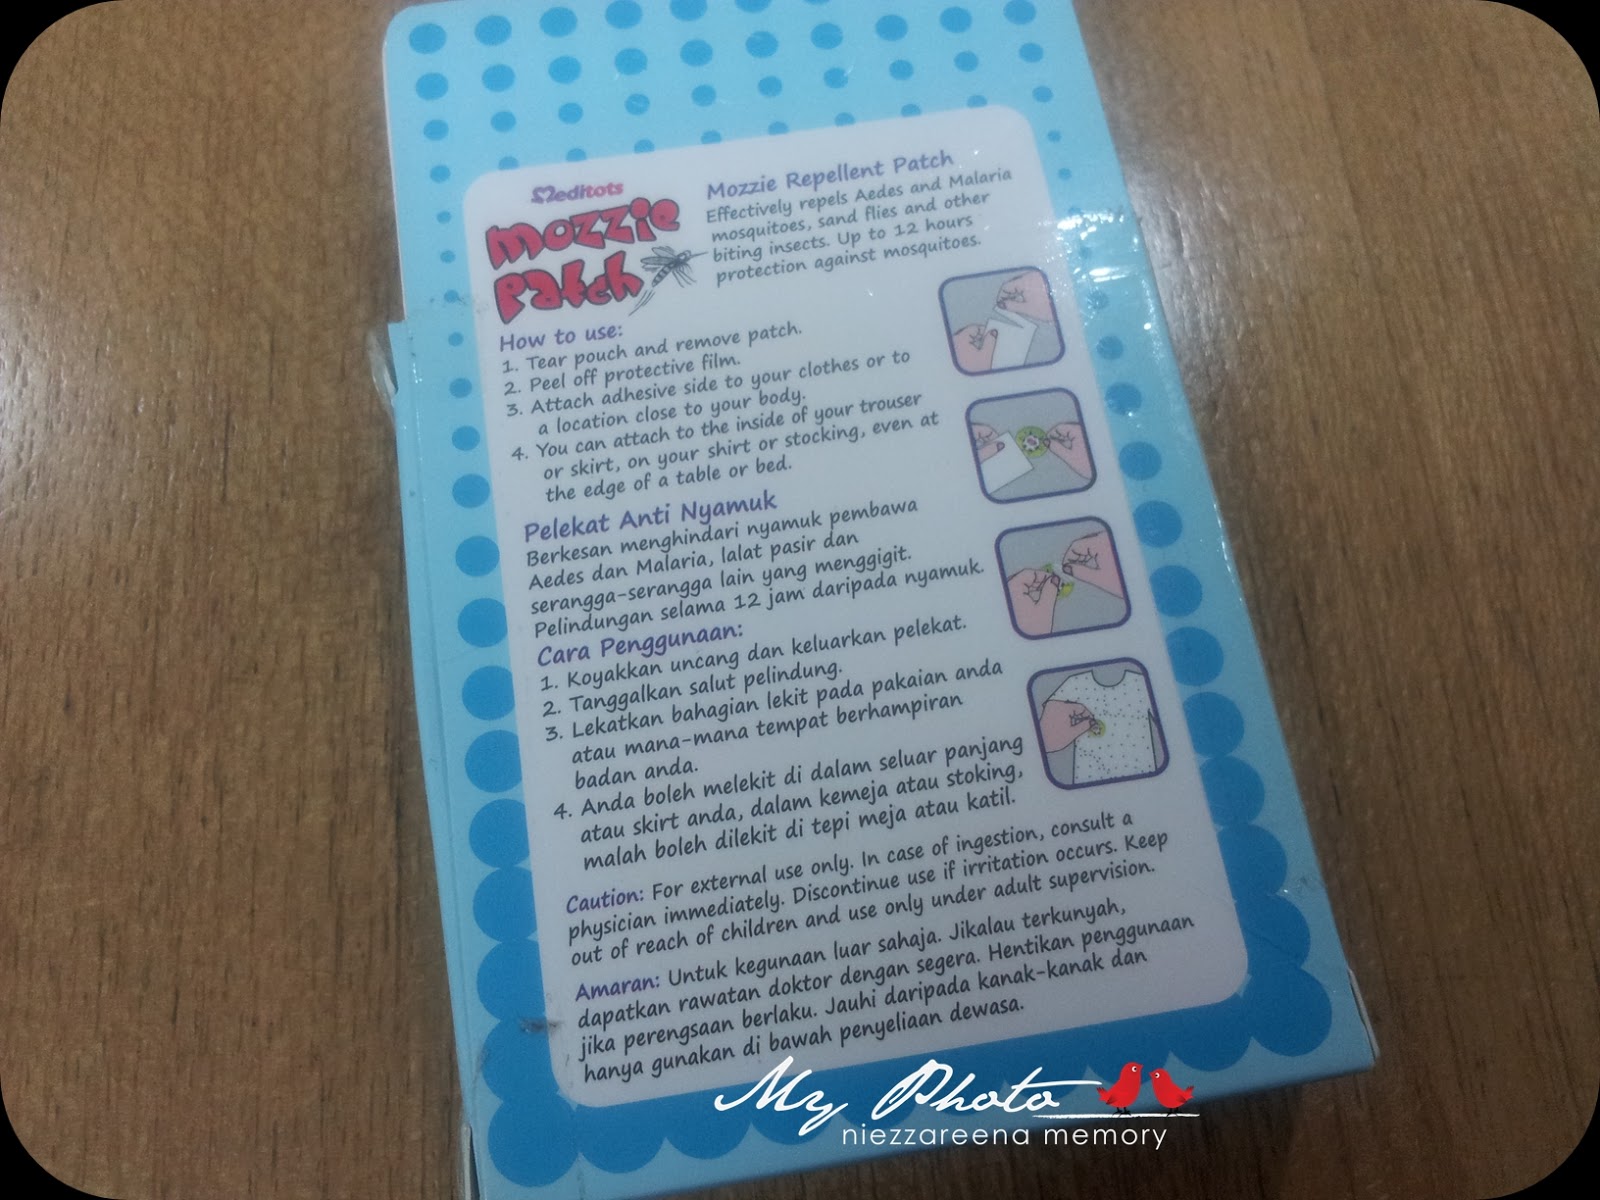 Meditots
mozzie
Patch
Mozzie Repellent Patch
Effectively repels Aedes and Malaria
mosquitoes, sand flies and other
biting insects. Up to 12 hours
protection against mosquitoes.
How to use:
1. Tear pouch and remove patch.
2. Peel off protective film.
3. Attach adhesive side to your clothes or to
a location close to your body.
4. You can attach to the inside of your trouser
or skirt, on your shirt or stocking, even at
the edge of a table or bed.
Pelekat Anti Nyamuk
Berkesan menghindari nyamuk pembawa
Aedes dan Malaria, lalat pasir dan
serangga-serangga lain yang menggigit.
Pelindungan selama 12 jam daripada nyamuk.
Cara Penggunaan:
1. Koyakkan uncang dan keluarkan pelekat.
2. Tanggalkan salut pelindung.
3. Lekatkan bahagian lekit pada pakaian anda
atau mana-mana tempat berhampiran
badan anda.
4. Anda boleh melekit di dalam seluar panjang
atau skirt anda, dalam kemeja atau stoking,
malah boleh dilekit di tepi meja atau katil.
Caution: For external use only. In case of ingestion, consult a
physician immediately. Discontinue use if irritation occurs. Keep
out of reach of children and use only under adult supervision.
Amaran: Untuk kegunaan luar sahaja. Jikalau terkunyah,
dapatkan rawatan doktor dengan segera. Hentikan penggunaan
jika perengsaan berlaku. Jauhi daripada kanak-kanak dan
hanya gunakan di bawah penyeliaan dewasa.
My Photo
niezzareena memory